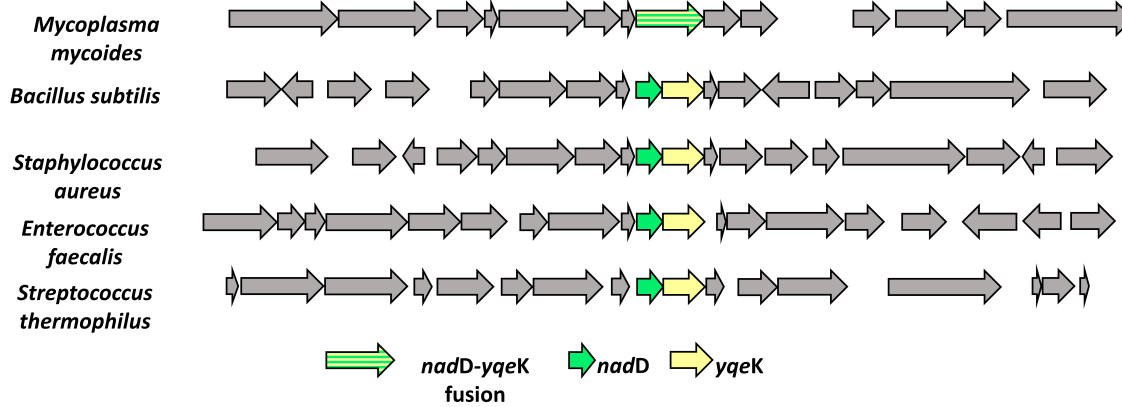 Mycoplasma
mycoides
Bacillus subtilis
Staphylococcus
aureus
Enterococcus
faecalis
Streptococcus
thermophilus
nadD-yqeK
fusion
nadD
yqeK